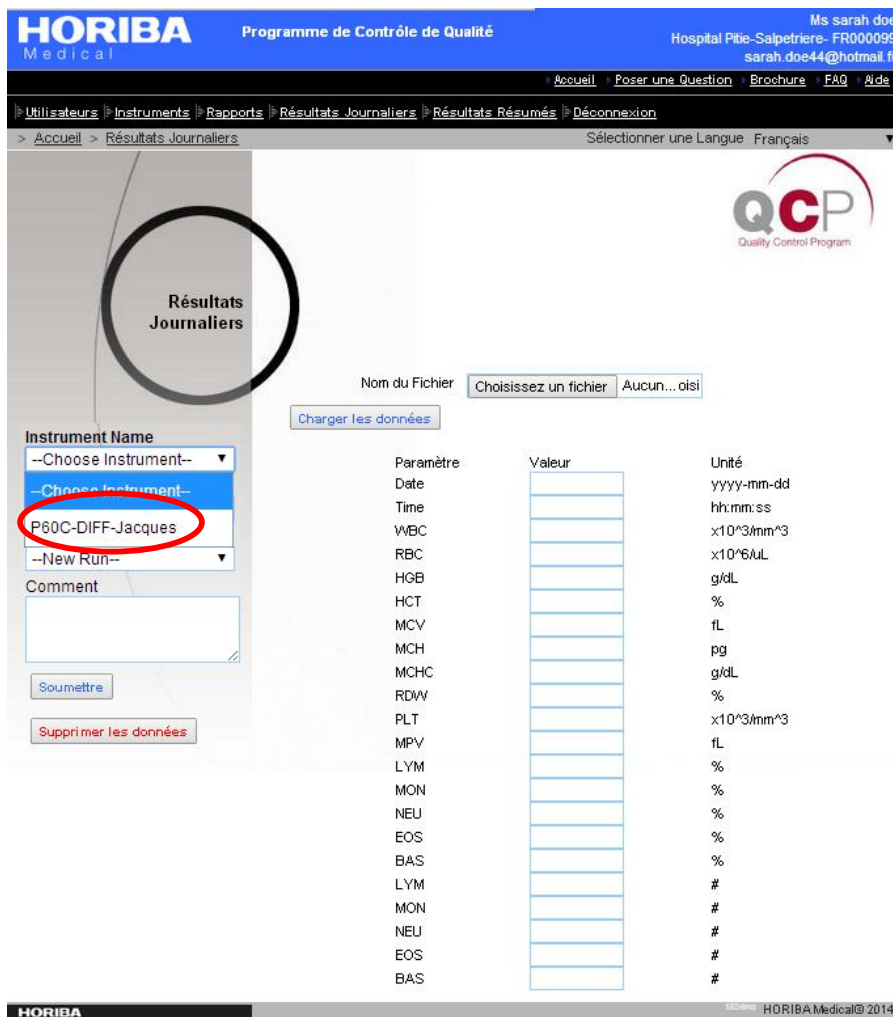 HORIBA
Medical
Programme de Contrôle de Qualité
Ms sarah doe
Hospital Pitie-Salpetriere- FR000099
sarah.doe44@hotmail.fr
Accueil Poser une Question Brochure FAQ Aide
Utilisateurs Instruments Rapports Résultats Journaliers Résultats Résumés Déconnexion
> Accueil > Résultats Journaliers
Sélectionner une Langue Français
QCP
Quality Control Program
Résultats
Journaliers
Nom du Fichier Choisissez un fichier Aucun...oisi
Charger les données
Instrument Name
--Choose Instrument--
--Choose Instrument--
P60C-DIFF-Jacques
--New Run--
Comment
Soumettre
Supprimer les données
Paramètre Valeur Unité
Date yyyy-mm-dd
Time hh:mm:ss
WBC x10^3/mm^3
RBC x10^6/uL
HGB g/dL
HCT %
MCV fL
MCH pg
MCHC g/dL
RDW %
PLT x10^3/mm^3
MPV fL
LYM %
MON %
NEU %
EOS %
BAS %
LYM #
MON #
NEU #
EOS #
BAS #
HORIBA
HORIBA Medical© 2014